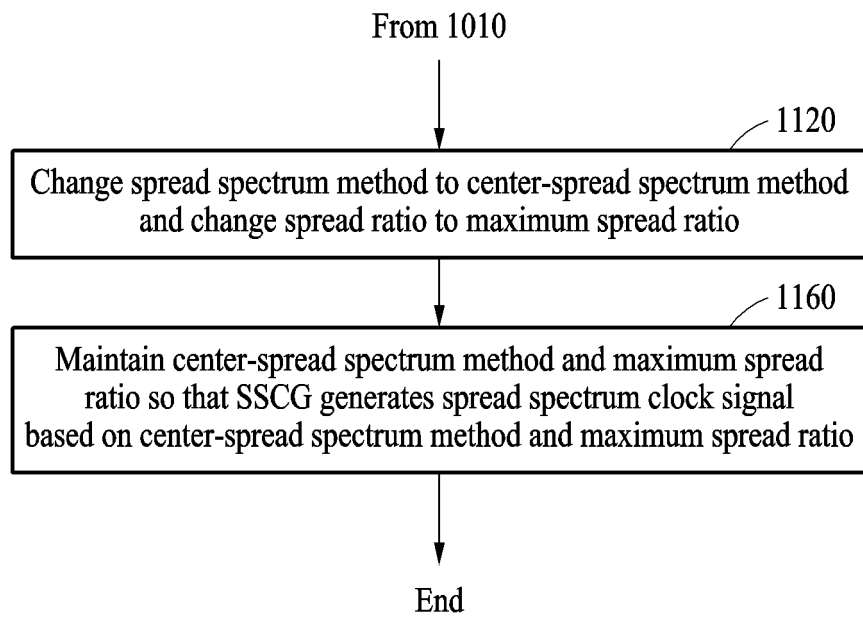 From 1010
1120
Change spread spectrum method to center-spread spectrum method
and change spread ratio to maximum spread ratio
1160
Maintain center-spread spectrum method and maximum spread
ratio so that SSCG generates spread spectrum clock signal
based on center-spread spectrum method and maximum spread ratio
End